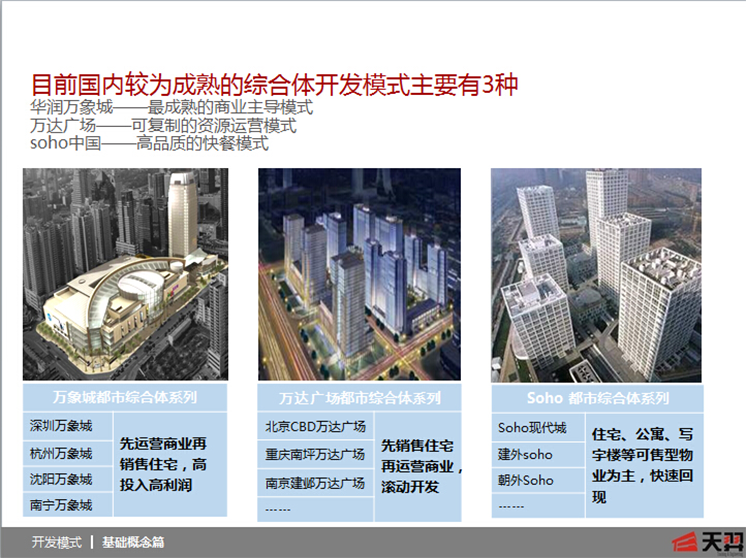 目前国内较为成熟的综合体开发模式主要有3种
华润万象城——最成熟的商业主导模式
万达广场——可复制的资源运营模式
soho中国——高品质的快餐模式
万象城都市综合体系列
深圳万象城
杭州万象城
沈阳万象城
南宁万象城
先运营商业再
销售住宅，高
投入高利润
万达广场都市综合体系列
北京CBD万达广场
重庆南坪万达广场
南京建邺万达广场
------
先销售住宅
再运营商业，
滚动开发
Soho 都市综合体系列
Soho现代城
建外soho
朝外Soho
------
住宅、公寓、写
字楼等可售型物
业为主，快速回
现
开发模式 | 基础概念篇
天羿